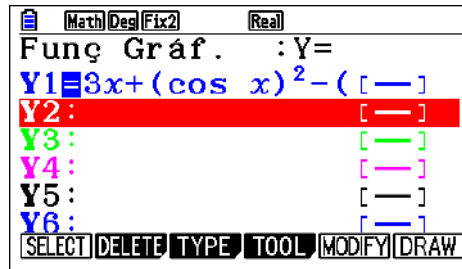 Math Deg Fix2 Real
Funç Gráf. :Y=
Y1=3x+(cos x)²-( [—]
Y2: [—]
Y3: [—]
Y4: [—]
Y5: [—]
Y6: [—]
SELECT DELETE TYPE TOOL MODIFY DRAW